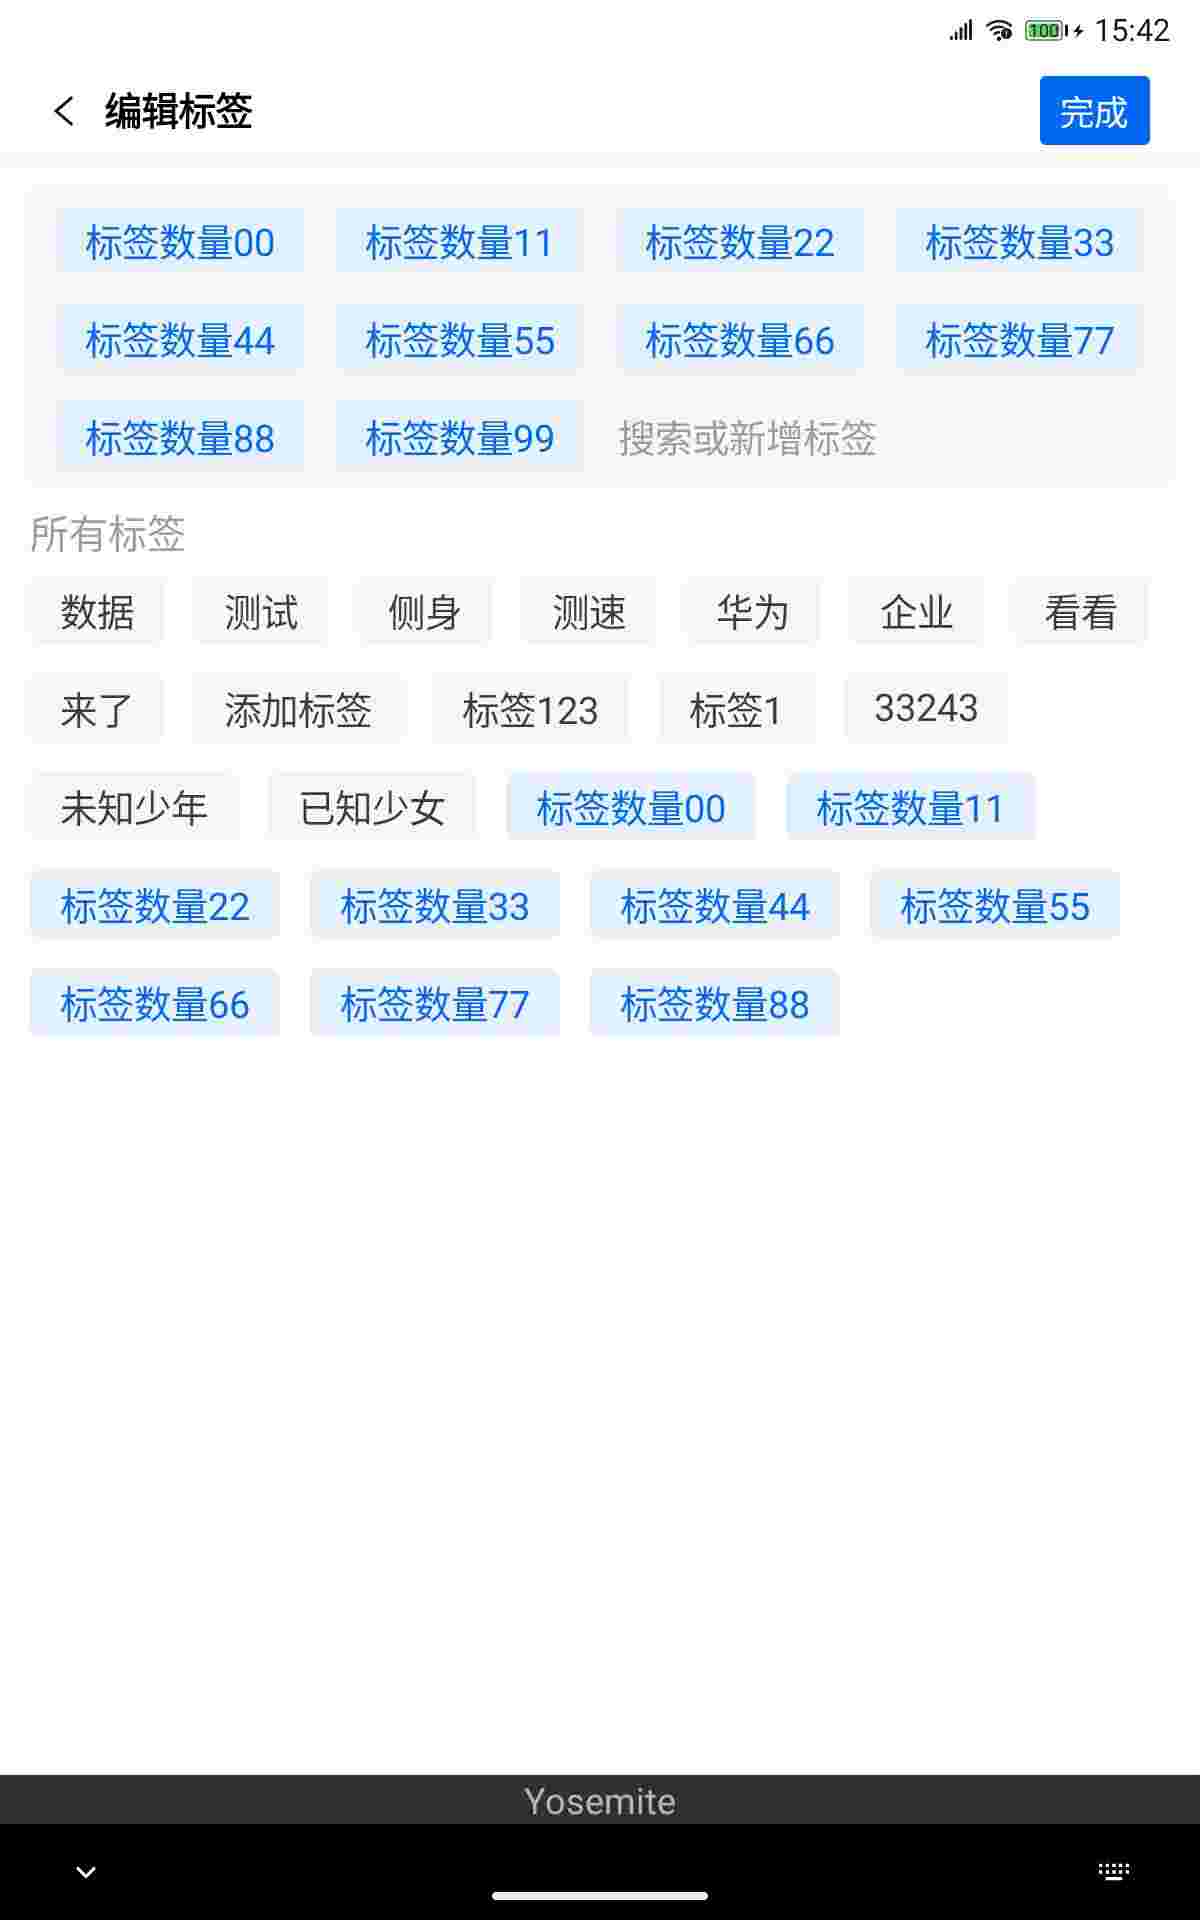 100 15:42
编辑标签 完成
标签数量00 标签数量11 标签数量22 标签数量33
标签数量44 标签数量55 标签数量66 标签数量77
标签数量88 标签数量99 搜索或新增标签
所有标签
数据 测试 侧身 测速 华为 企业 看看
来了 添加标签 标签123 标签1 33243
未知少年 已知少女 标签数量00 标签数量11
标签数量22 标签数量33 标签数量44 标签数量55
标签数量66 标签数量77 标签数量88
Yosemite